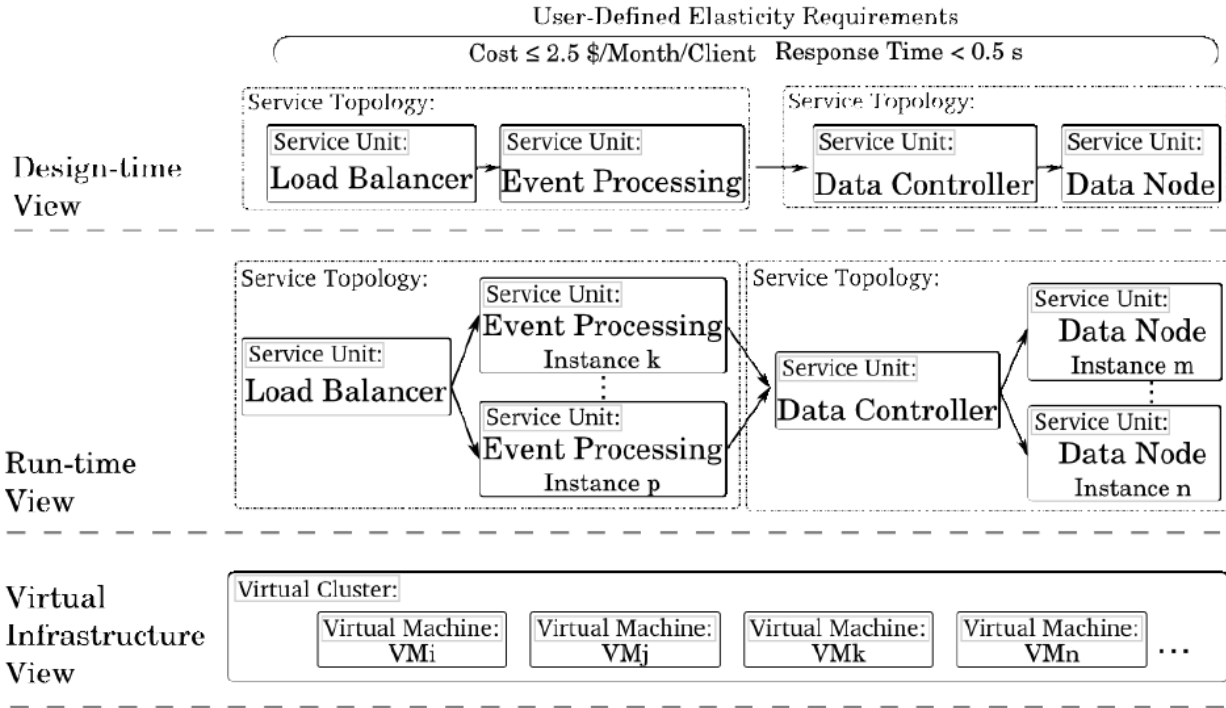 User-Defined Elasticity Requirements
Cost ≤ 2.5 $/Month/Client Response Time < 0.5 s
Design-time
View
Service Topology:
Service Unit:
Load Balancer
Service Unit:
Event Processing
Service Topology:
Service Unit:
Data Controller
Service Unit:
Data Node
Run-time
View
Service Topology:
Service Unit:
Load Balancer
Service Unit:
Event Processing
Instance k
Service Unit:
Event Processing
Instance p
Service Topology:
Service Unit:
Data Controller
Service Unit:
Data Node
Instance m
Service Unit:
Data Node
Instance n
Virtual
Infrastructure
View
Virtual Cluster:
Virtual Machine:
VMi
Virtual Machine:
VMj
Virtual Machine:
VMk
Virtual Machine:
VMn
...